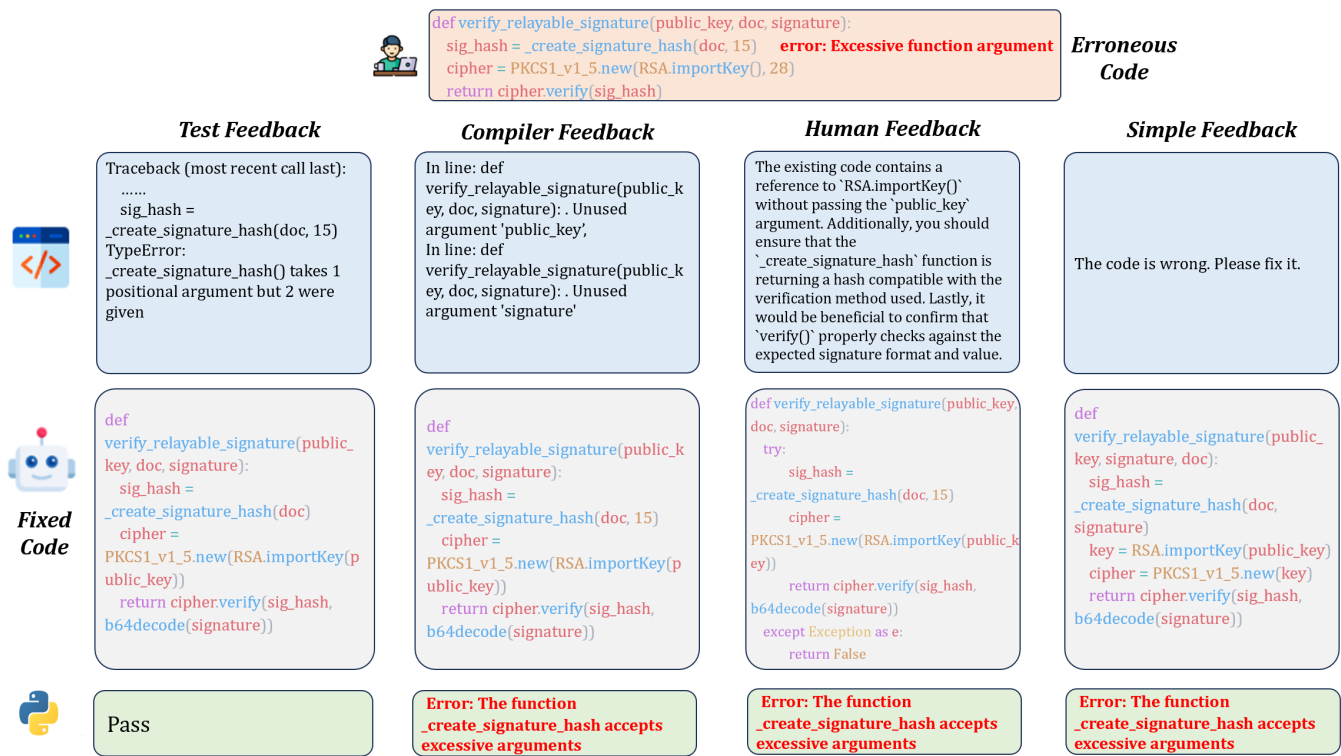 def verify_relayable_signature(public_key, doc, signature):
sig_hash = _create_signature_hash(doc, 15) error: Excessive function argument
cipher = PKCS1_v1_5.new(RSA.importKey(), 28)
return cipher.verify(sig_hash)
Erroneous
Code
Test Feedback
Compiler Feedback
Human Feedback
Simple Feedback
Traceback (most recent call last):
......
sig_hash =
_create_signature_hash(doc, 15)
TypeError:
_create_signature_hash() takes 1
positional argument but 2 were
given
In line: def
verify_relayable_signature(public_k
ey, doc, signature): . Unused
argument 'public_key’,
In line: def
verify_relayable_signature(public_k
ey, doc, signature): . Unused
argument 'signature'
The existing code contains a
reference to `RSA.importKey()`
without passing the `public_key`
argument. Additionally, you should
ensure that the
`_create_signature_hash` function is
returning a hash compatible with the
verification method used. Lastly, it
would be beneficial to confirm that
`verify()` properly checks against the
expected signature format and value.
The code is wrong. Please fix it.
</>
Fixed
Code
def
verify_relayable_signature(public_
key, doc, signature):
sig_hash =
_create_signature_hash(doc)
cipher =
PKCS1_v1_5.new(RSA.importKey(p
ublic_key))
return cipher.verify(sig_hash,
b64decode(signature))
def
verify_relayable_signature(public_k
ey, doc, signature):
sig_hash =
_create_signature_hash(doc, 15)
cipher =
PKCS1_v1_5.new(RSA.importKey(p
ublic_key))
return cipher.verify(sig_hash,
b64decode(signature))
def verify_relayable_signature(public_key,
doc, signature):
try:
sig_hash =
_create_signature_hash(doc, 15)
cipher =
PKCS1_v1_5.new(RSA.importKey(public_k
ey))
return cipher.verify(sig_hash,
b64decode(signature))
except Exception as e:
return False
def
verify_relayable_signature(public_
key, signature, doc):
sig_hash =
_create_signature_hash(doc,
signature)
key = RSA.importKey(public_key)
cipher = PKCS1_v1_5.new(key)
return cipher.verify(sig_hash,
b64decode(signature))
Pass
Error: The function
_create_signature_hash accepts
excessive arguments
Error: The function
_create_signature_hash accepts
excessive arguments
Error: The function
_create_signature_hash accepts
excessive arguments